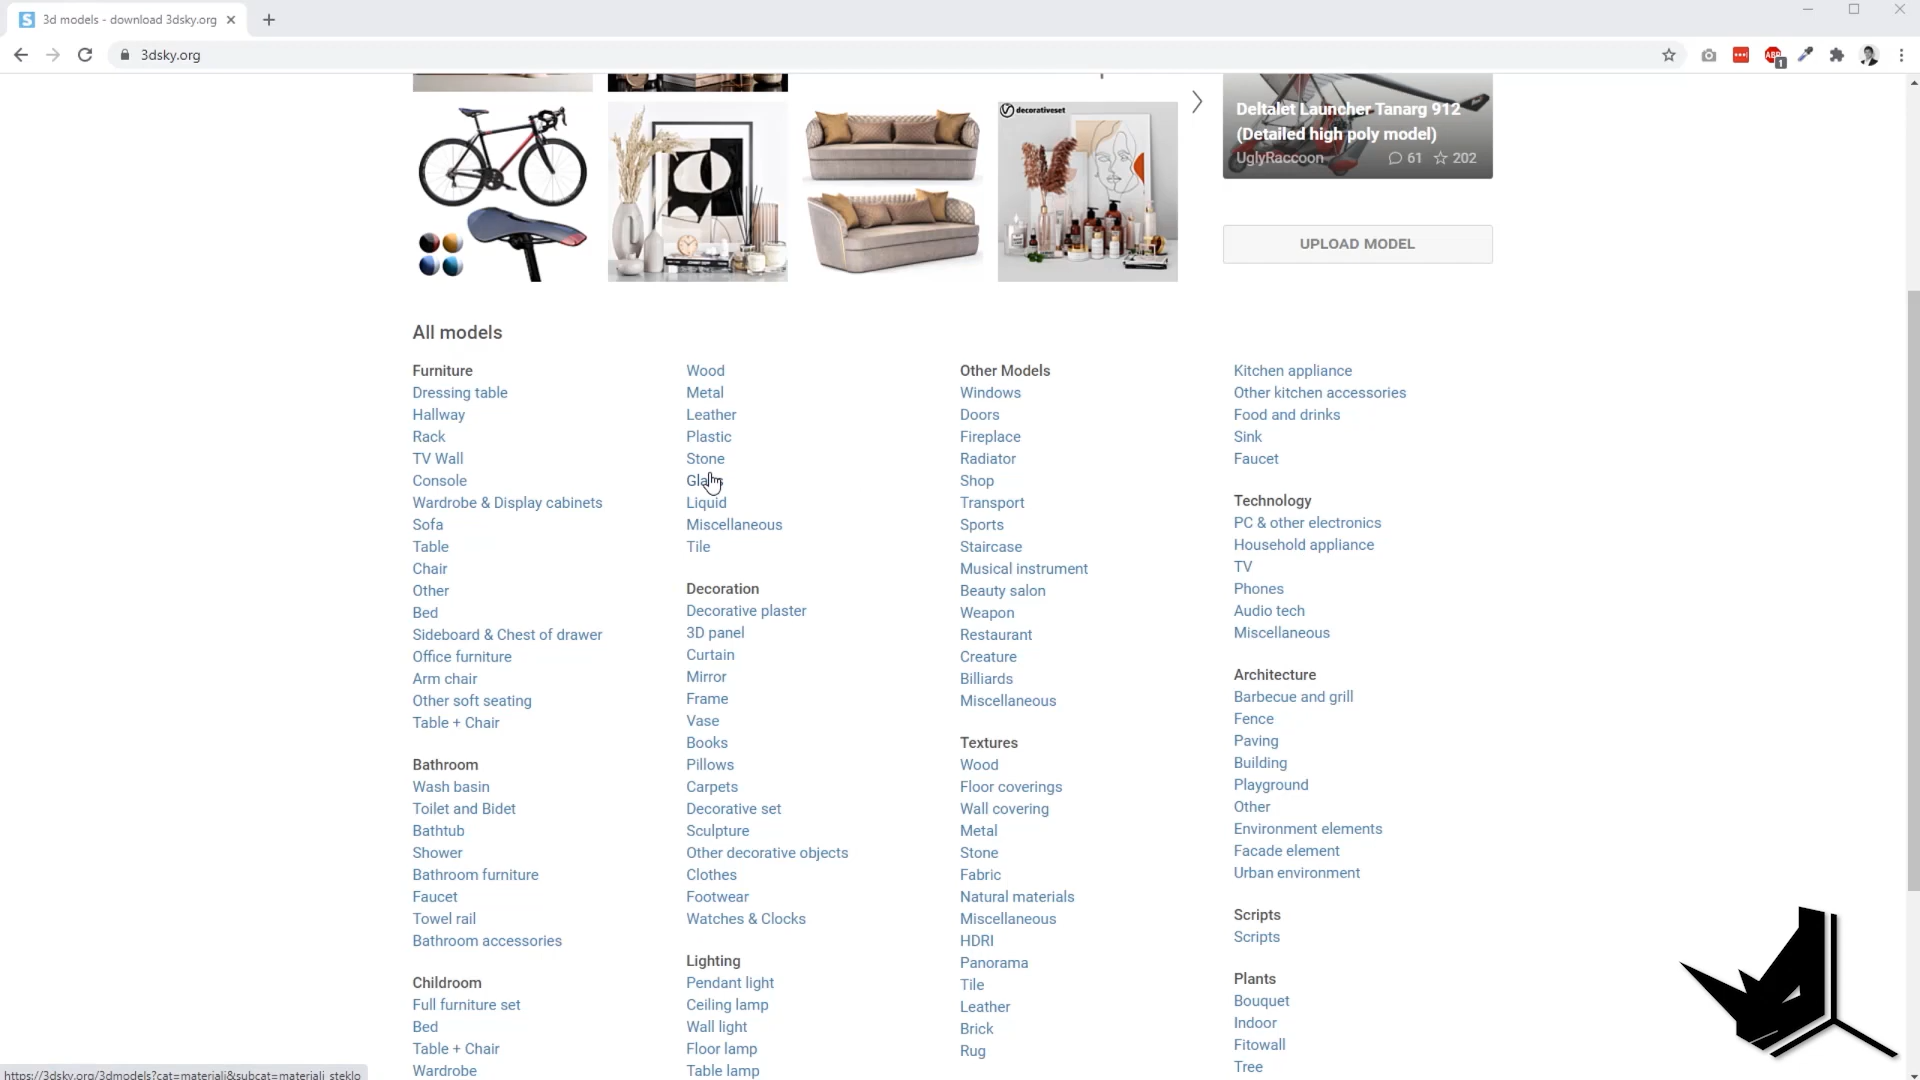 3d models - download 3dsky.org
3dsky.org
ABP
1
decorativeset
Deltalet Launcher Tanarg 912
(Detailed high poly model)
UglyRaccoon 61 202
UPLOAD MODEL
All models
Furniture
Dressing table
Hallway
Rack
TV Wall
Console
Wardrobe & Display cabinets
Sofa
Table
Chair
Other
Bed
Sideboard & Chest of drawer
Office furniture
Arm chair
Other soft seating
Table + Chair
Bathroom
Wash basin
Toilet and Bidet
Bathtub
Shower
Bathroom furniture
Faucet
Towel rail
Bathroom accessories
Childroom
Full furniture set
Bed
Table + Chair
Wardrobe
Wood
Metal
Leather
Plastic
Stone
Glass
Liquid
Miscellaneous
Tile
Decoration
Decorative plaster
3D panel
Curtain
Mirror
Frame
Vase
Books
Pillows
Carpets
Decorative set
Sculpture
Other decorative objects
Clothes
Footwear
Watches & Clocks
Lighting
Pendant light
Ceiling lamp
Wall light
Floor lamp
Table lamp
Other Models
Windows
Doors
Fireplace
Radiator
Shop
Transport
Sports
Staircase
Musical instrument
Beauty salon
Weapon
Restaurant
Creature
Billiards
Miscellaneous
Textures
Wood
Floor coverings
Wall covering
Metal
Stone
Fabric
Natural materials
Miscellaneous
HDRI
Panorama
Tile
Leather
Brick
Rug
Kitchen appliance
Other kitchen accessories
Food and drinks
Sink
Faucet
Technology
PC & other electronics
Household appliance
TV
Phones
Audio tech
Miscellaneous
Architecture
Barbecue and grill
Fence
Paving
Building
Playground
Other
Environment elements
Facade element
Urban environment
Scripts
Scripts
Plants
Bouquet
Indoor
Fitowall
Tree
https://3dsky.org/3dmodels?cat=materiali&subcat=materiali_steklo